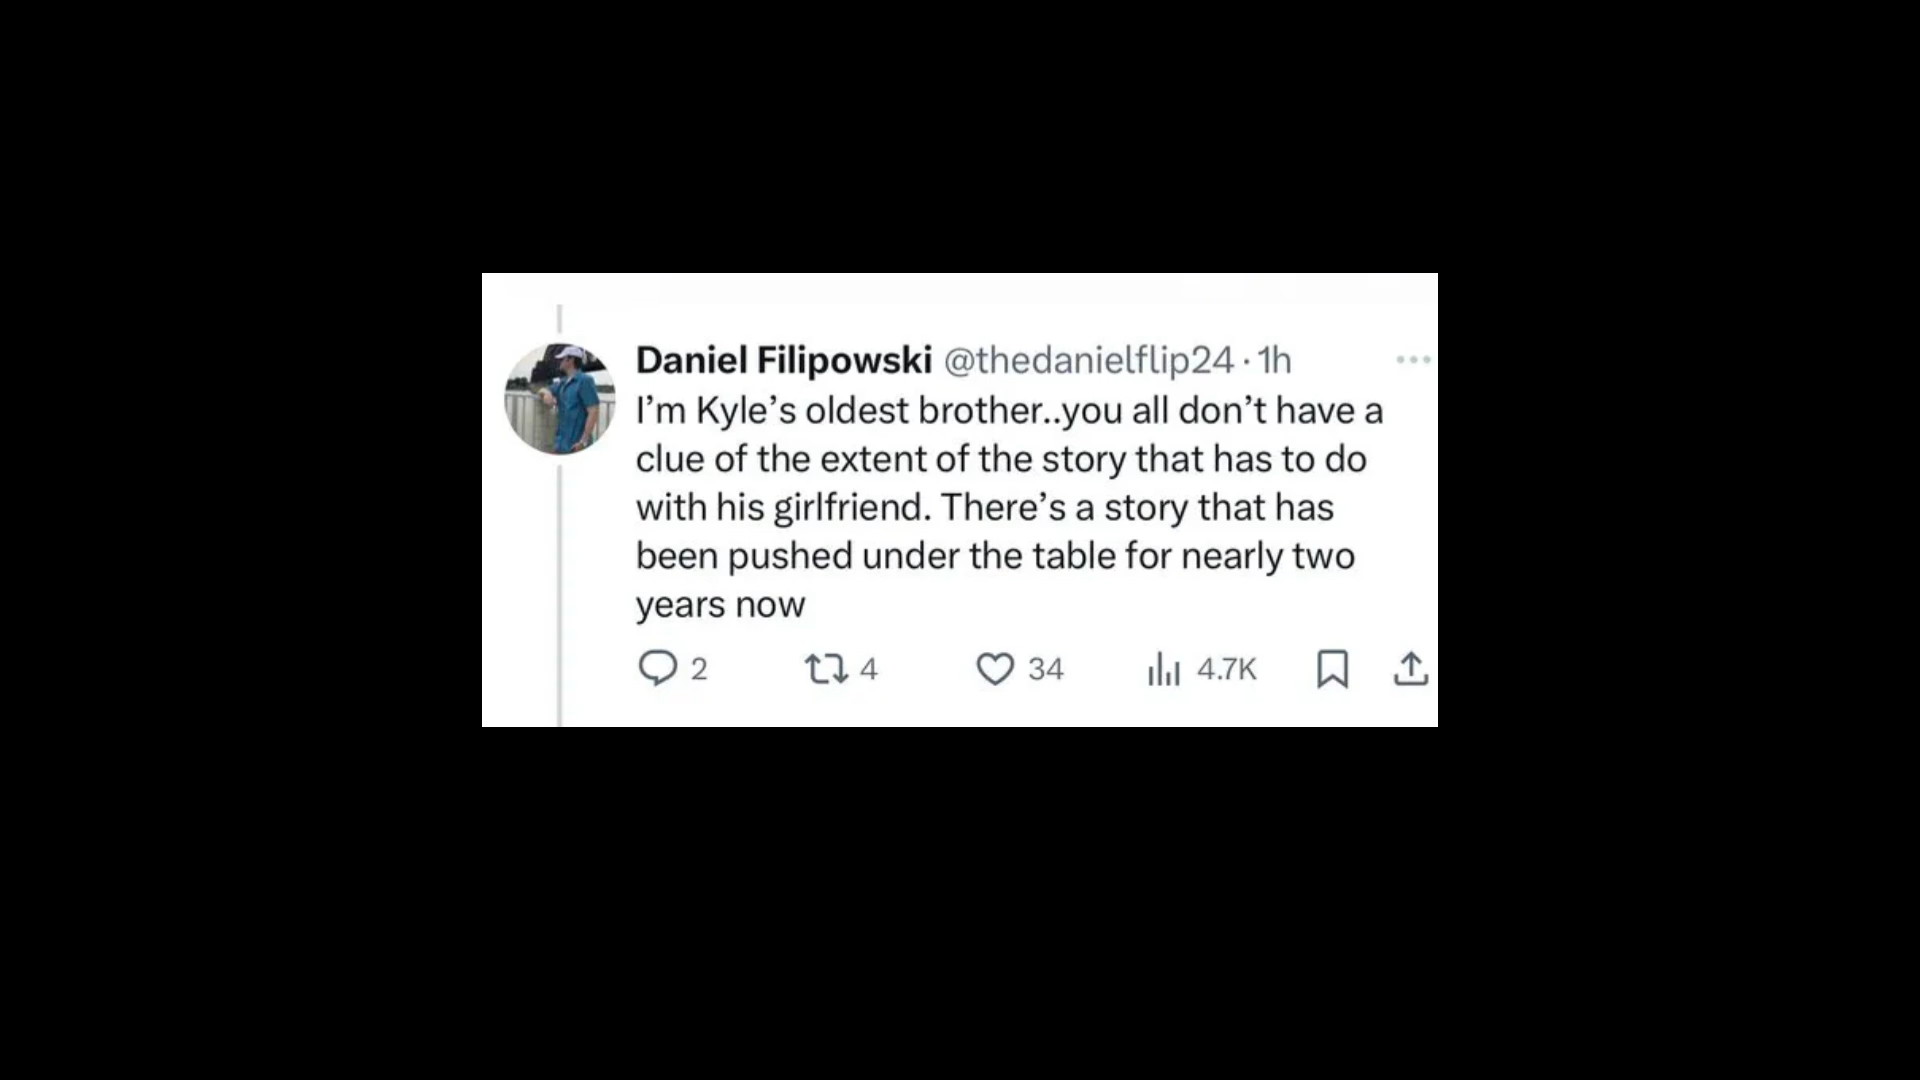 Daniel Filipowski @thedanielflip24 · 1h
I’m Kyle’s oldest brother..you all don’t have a
clue of the extent of the story that has to do
with his girlfriend. There’s a story that has
been pushed under the table for nearly two
years now
2 4 34 4.7K